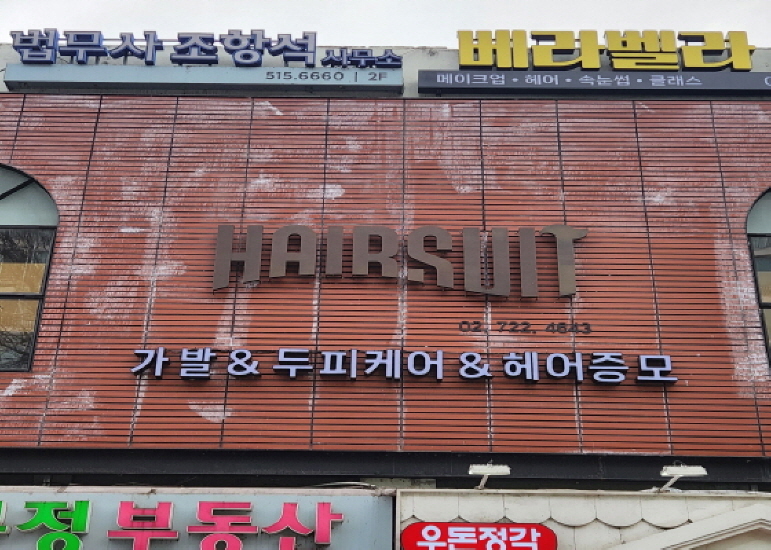 법무사 조항석 사무소
515.6660 | 2F
베라벨라
메이크업 • 헤어 • 속눈썹 • 클래스
HAIRSUIT
02. 722. 4643
가발 & 두피케어 & 헤어증모
정 부동산
우돈정각